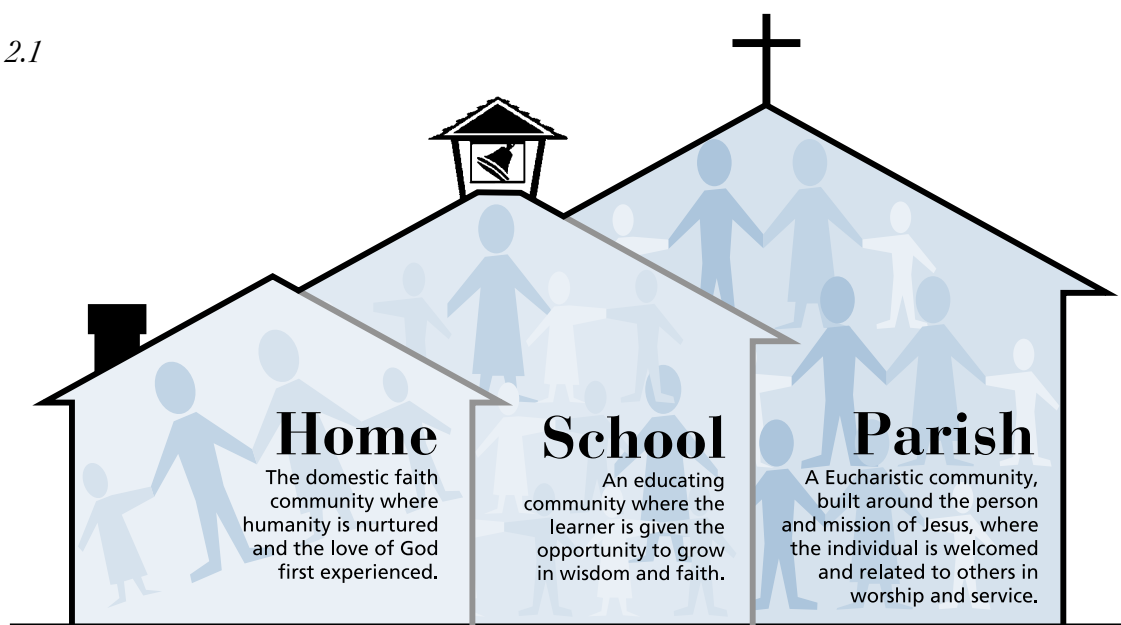 2.1
Home
The domestic faith
community where
humanity is nurtured
and the love of God
first experienced.
School
An educating
community where the
learner is given the
opportunity to grow
in wisdom and faith.
Parish
A Eucharistic community,
built around the person
and mission of Jesus, where
the individual is welcomed
and related to others in
worship and service.